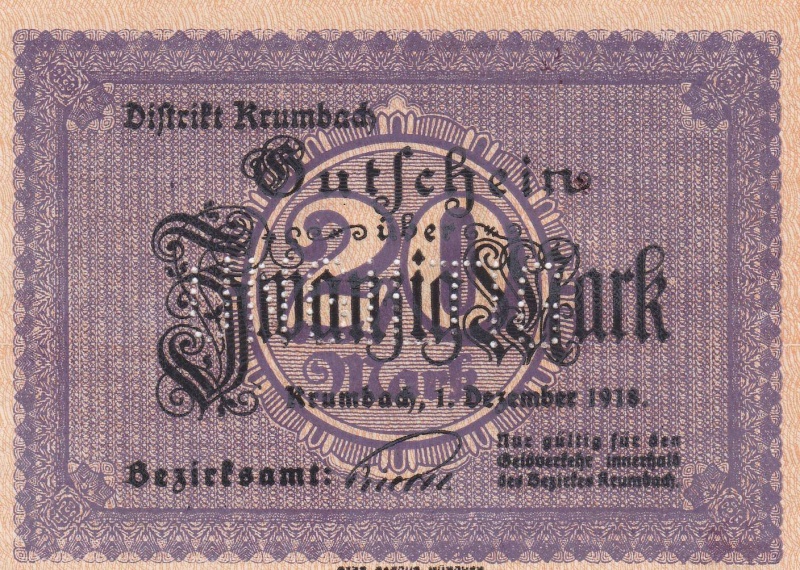 Distrikt Krumbach
Gutschein
über
20
Zwanzig Mark
Mark
Krumbach, 1. Dezember 1918.
Nur gültig für den
Geldverkehr innerhalb
des Bezirkes Krumbach.
Bezirksamt: